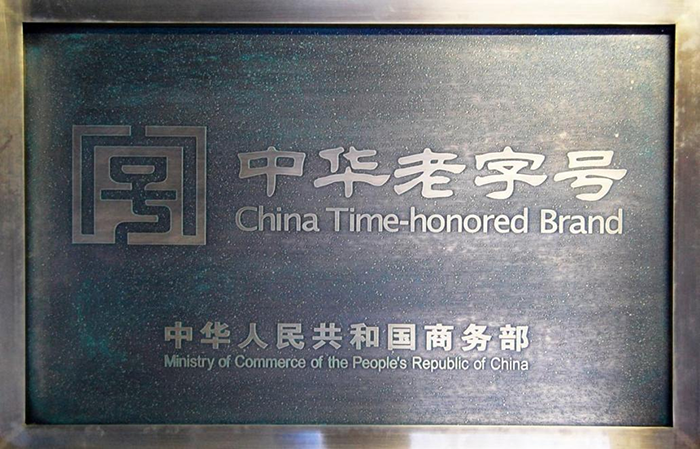 中华老字号
China Time-honored Brand
中华人民共和国商务部
Ministry of Commerce of the People's Republic of China